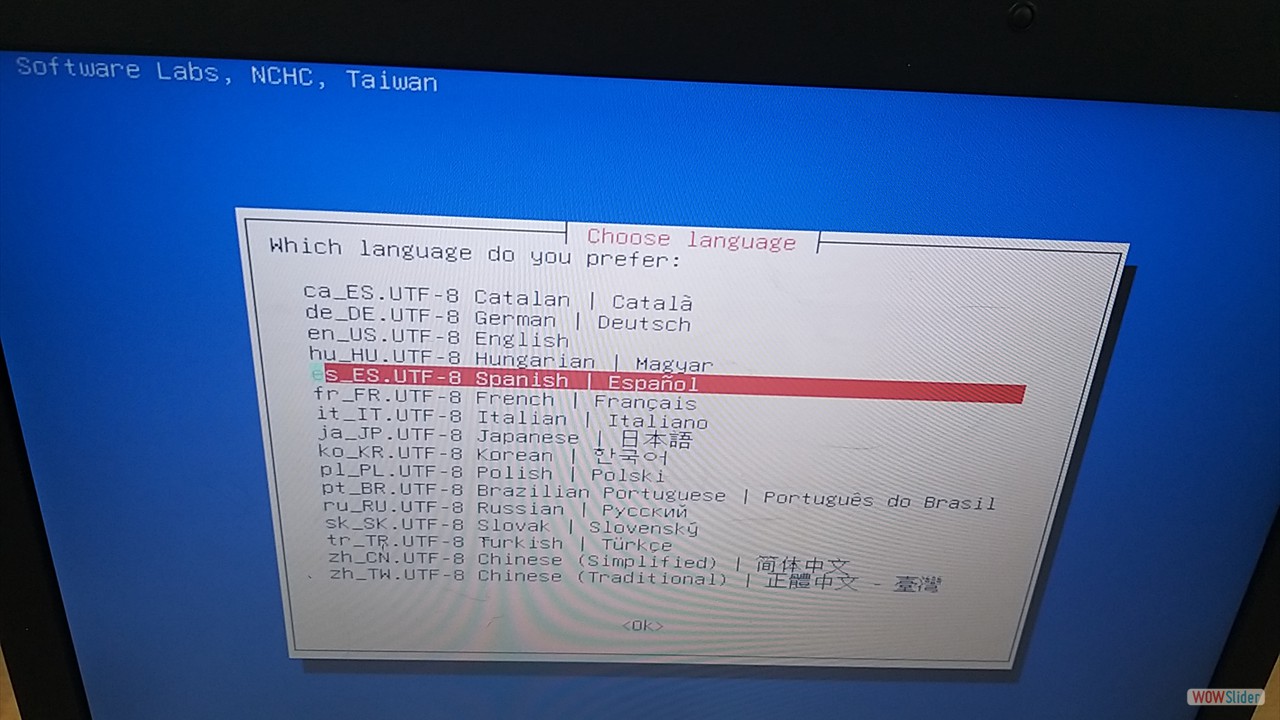 Software Labs, NCHC, Taiwan
Choose language
Which language do you prefer:
ca_ES.UTF-8 Catalan | Català
de_DE.UTF-8 German | Deutsch
en_US.UTF-8 English
hu_HU.UTF-8 Hungarian | Magyar
es_ES.UTF-8 Spanish | Español
fr_FR.UTF-8 French | Français
it_IT.UTF-8 Italian | Italiano
ja_JP.UTF-8 Japanese | 日本語
ko_KR.UTF-8 Korean | 한국어
pl_PL.UTF-8 Polish | Polski
pt_BR.UTF-8 Brazilian Portuguese | Português do Brasil
ru_RU.UTF-8 Russian | Русский
sk_SK.UTF-8 Slovak | Slovenský
tr_TR.UTF-8 Turkish | Türkçe
zh_CN.UTF-8 Chinese (Simplified) | 简体中文
zh_TW.UTF-8 Chinese (Traditional) | 正體中文 - 臺灣
<Ok>
WOWSlider